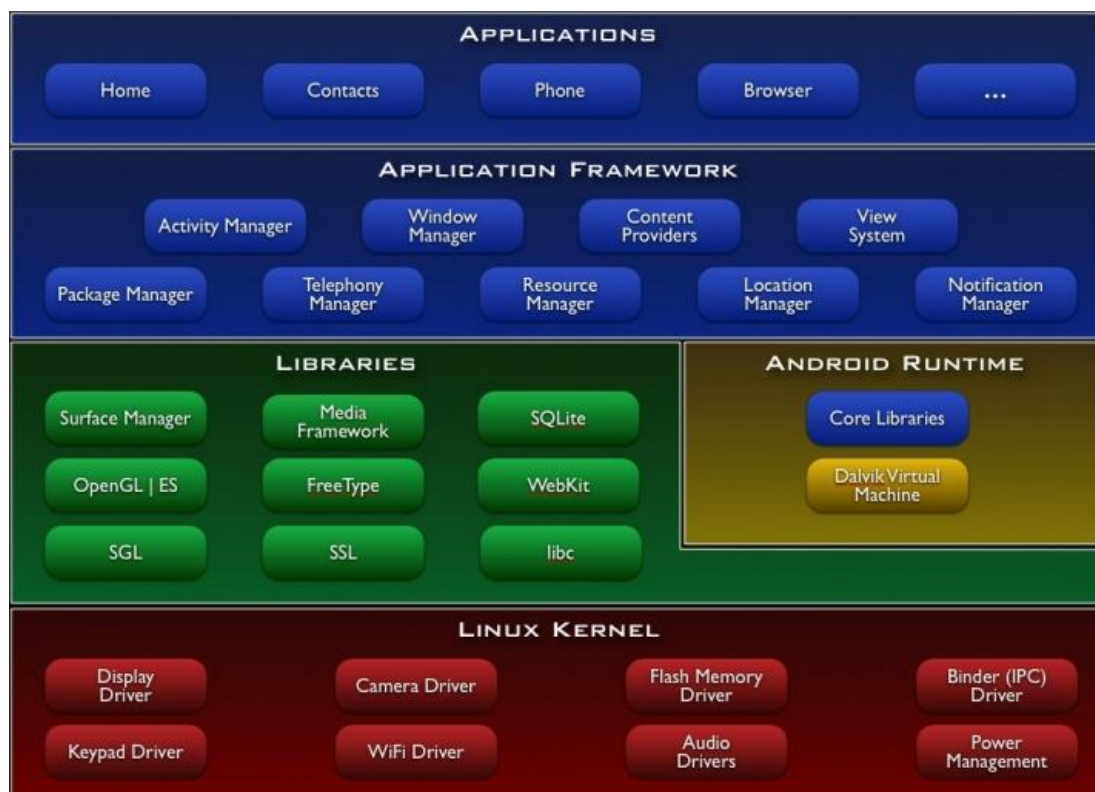 APPLICATIONS
Home
Contacts
Phone
Browser
...
APPLICATION FRAMEWORK
Activity Manager
Window
Manager
Content
Providers
View
System
Package Manager
Telephony
Manager
Resource
Manager
Location
Manager
Notification
Manager
LIBRARIES
Surface Manager
Media
Framework
SQLite
OpenGL | ES
FreeType
WebKit
SGL
SSL
libc
ANDROID RUNTIME
Core Libraries
Dalvik Virtual
Machine
LINUX KERNEL
Display
Driver
Camera Driver
Flash Memory
Driver
Binder (IPC)
Driver
Keypad Driver
WiFi Driver
Audio
Drivers
Power
Management